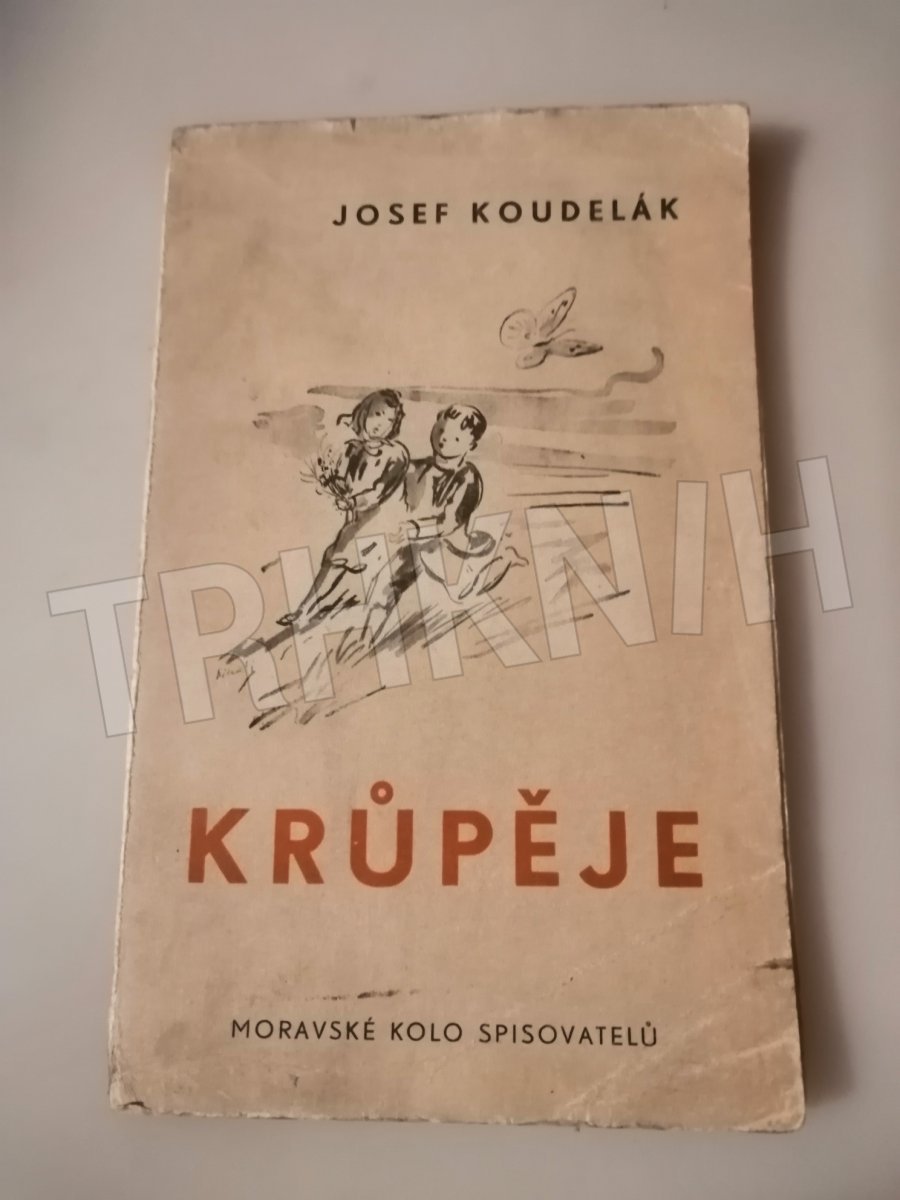 JOSEF KOUDELÁK
TRHKNIH
KRŮPĚJE
MORAVSKÉ KOLO SPISOVATELŮ